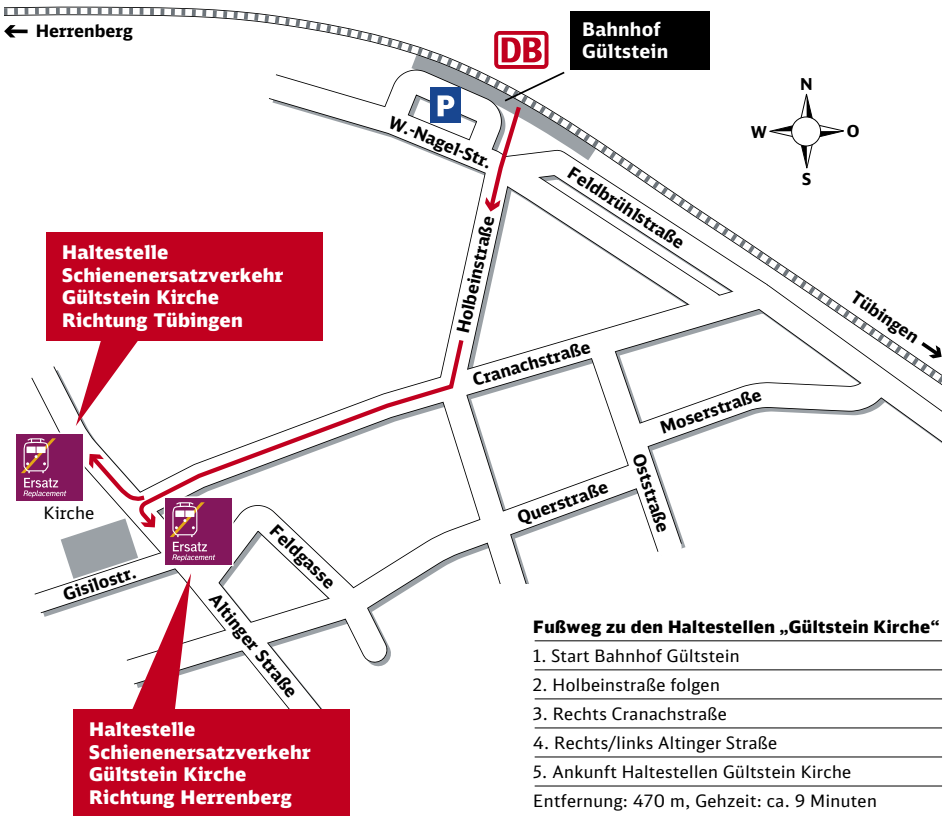 ← Herrenberg
DB
Bahnhof
Gültstein
P
W.-Nagel-Str.
N
W
O
S
Feldbrühlstraße
Haltestelle
Schienenersatzverkehr
Gültstein Kirche
Richtung Tübingen
Holbeinstraße
Tübingen →
Cranachstraße
Moserstraße
Ersatz
Replacement
Kirche
Oststraße
Querstraße
Ersatz
Replacement
Feldgasse
Gisilostr.
Altinger Straße
Haltestelle
Schienenersatzverkehr
Gültstein Kirche
Richtung Herrenberg
Fußweg zu den Haltestellen „Gültstein Kirche“
1. Start Bahnhof Gültstein
2. Holbeinstraße folgen
3. Rechts Cranachstraße
4. Rechts/links Altinger Straße
5. Ankunft Haltestellen Gültstein Kirche
Entfernung: 470 m, Gehzeit: ca. 9 Minuten